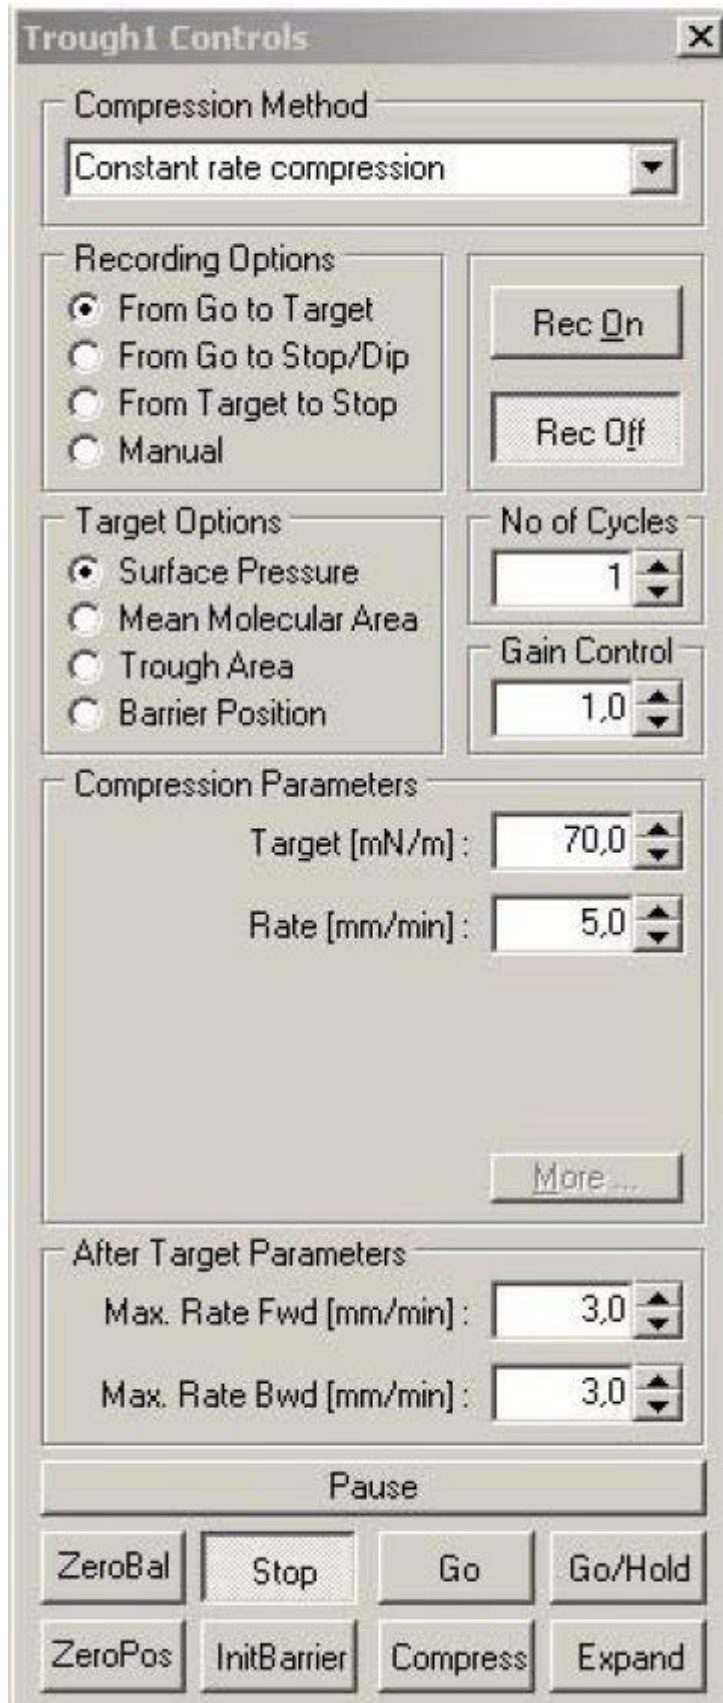 Trough1 Controls
Compression Method
Constant rate compression
Recording Options
From Go to Target
From Go to Stop/Dip
From Target to Stop
Manual
Rec On
Rec Off
Target Options
Surface Pressure
Mean Molecular Area
Trough Area
Barrier Position
No of Cycles
1
Gain Control
1,0
Compression Parameters
Target [mN/m] : 70,0
Rate [mm/min] : 5,0
More ...
After Target Parameters
Max. Rate Fwd [mm/min] : 3,0
Max. Rate Bwd [mm/min] : 3,0
Pause
ZeroBal Stop Go Go/Hold
ZeroPos InitBarrier Compress Expand